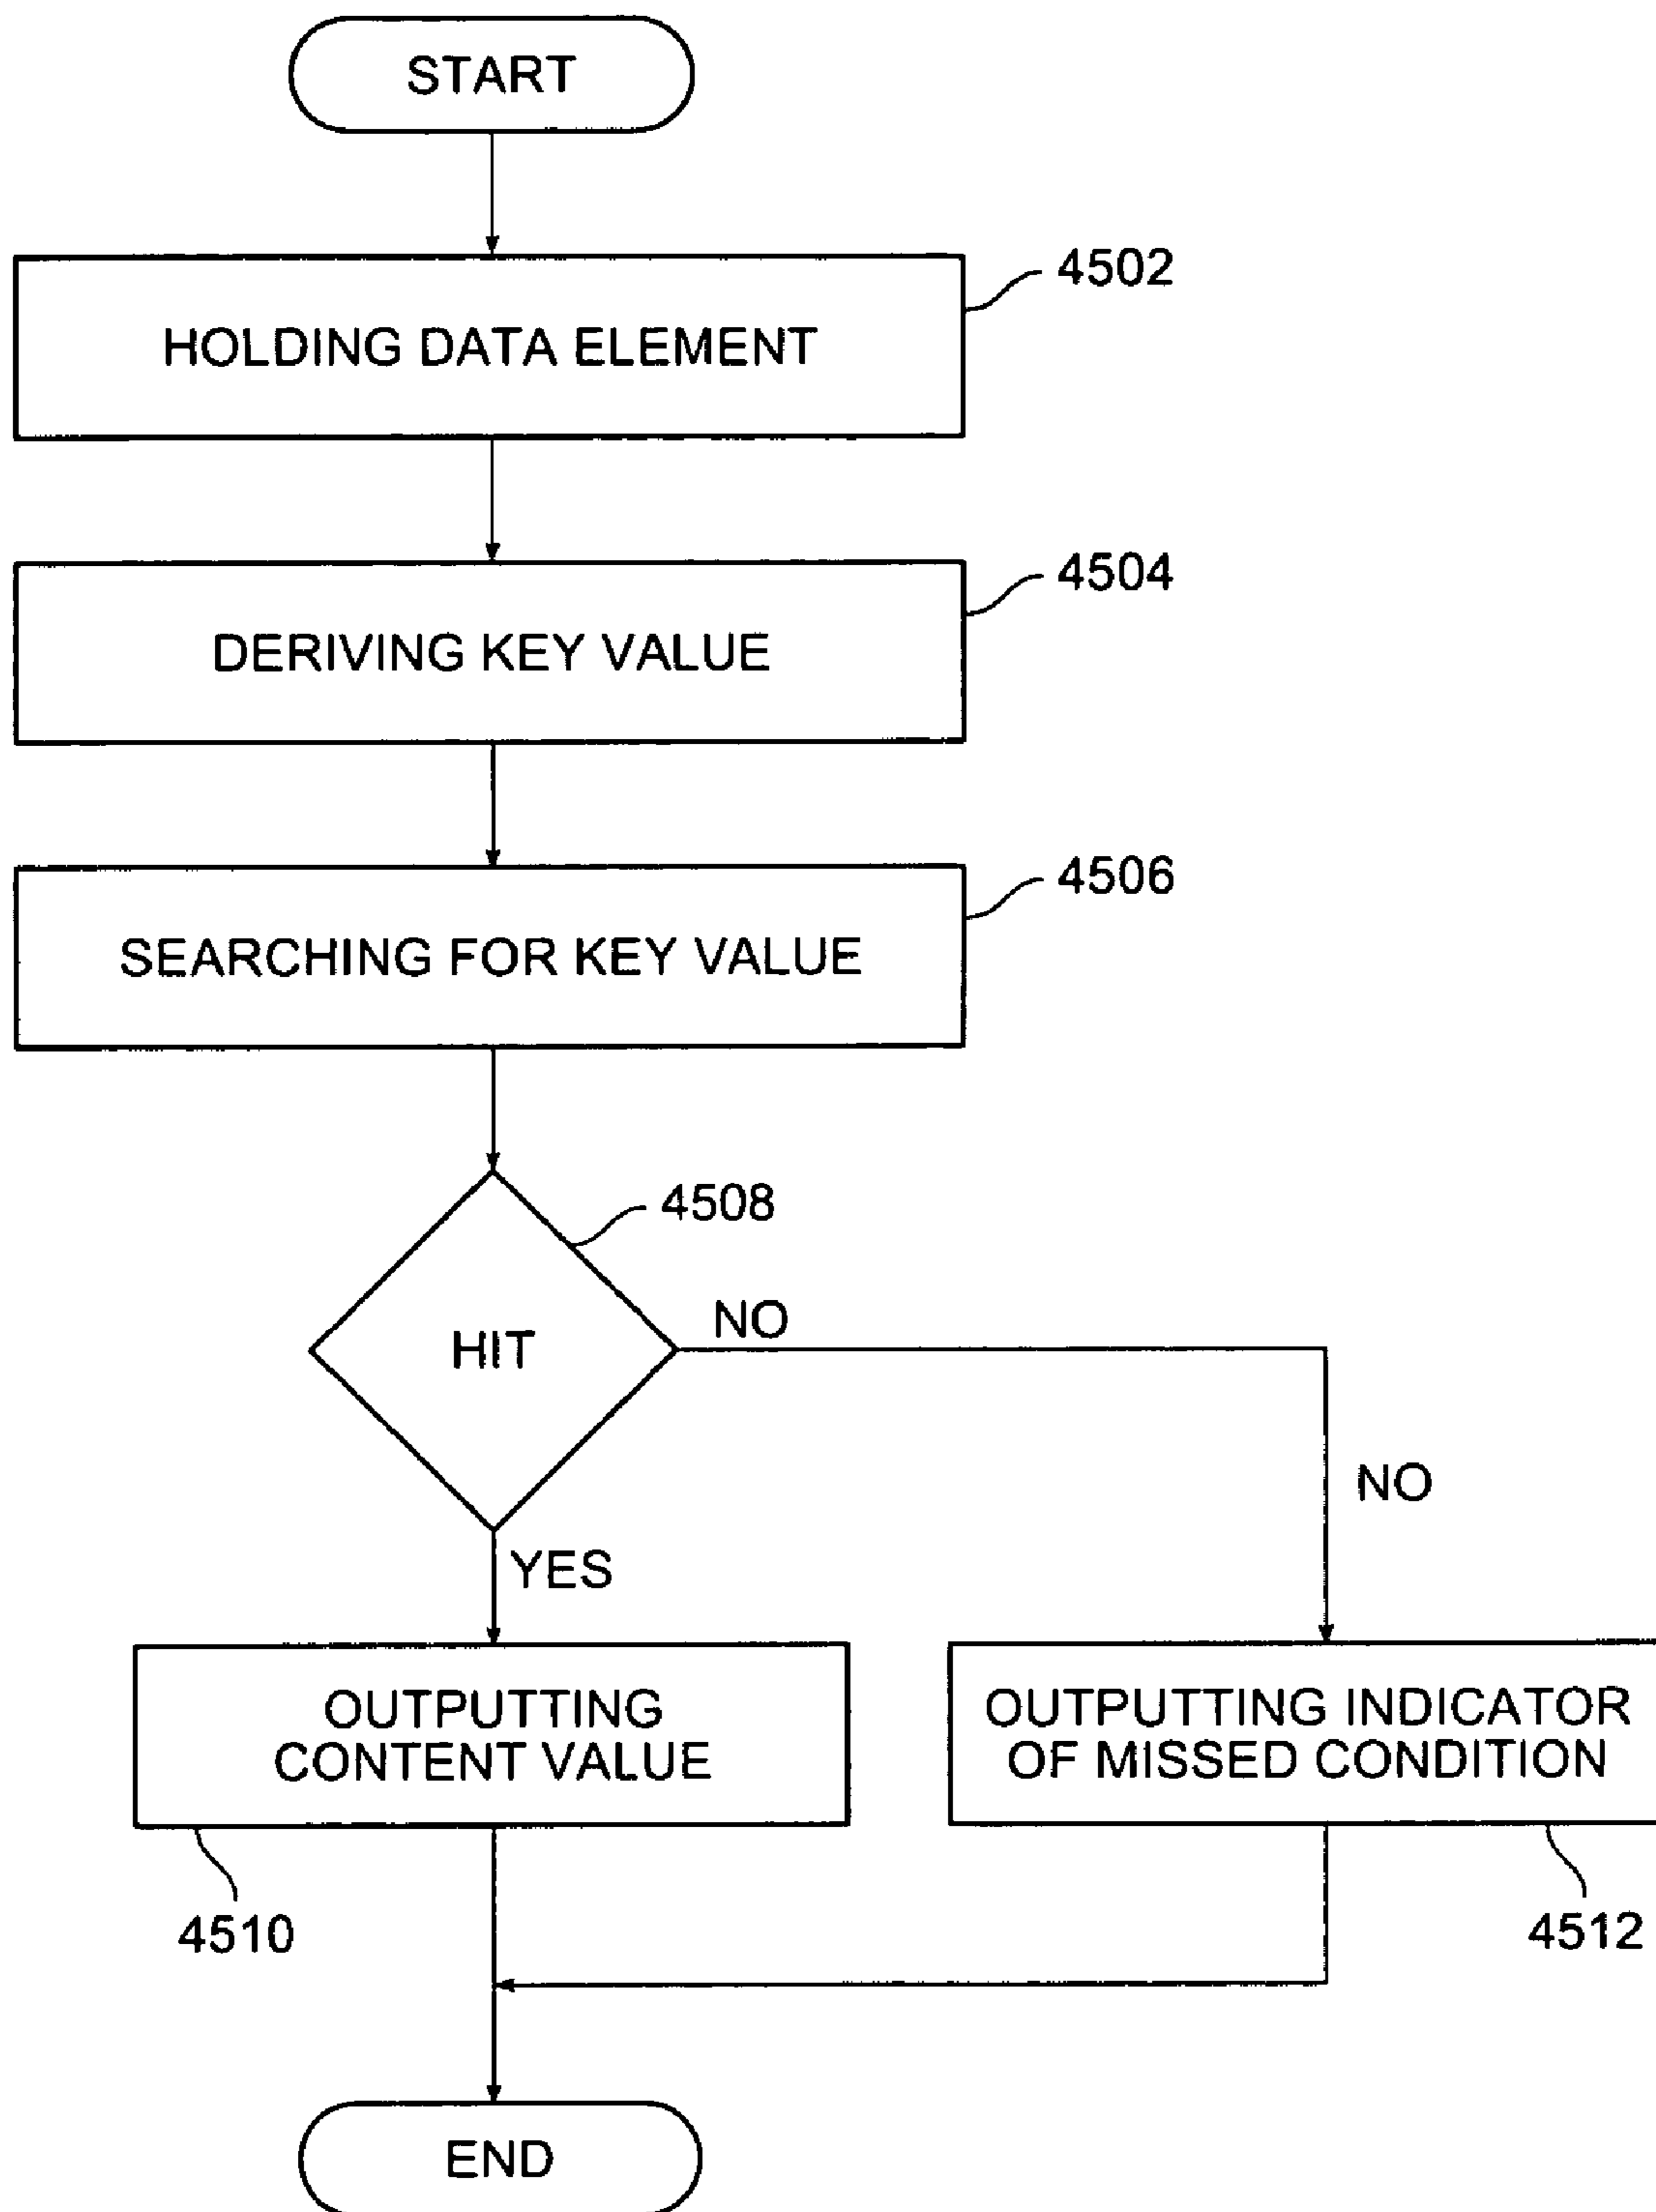 START
4502
HOLDING DATA ELEMENT
4504
DERIVING KEY VALUE
4506
SEARCHING FOR KEY VALUE
4508
HIT
NO
NO
YES
OUTPUTTING
CONTENT VALUE
OUTPUTTING INDICATOR
OF MISSED CONDITION
4510
4512
END